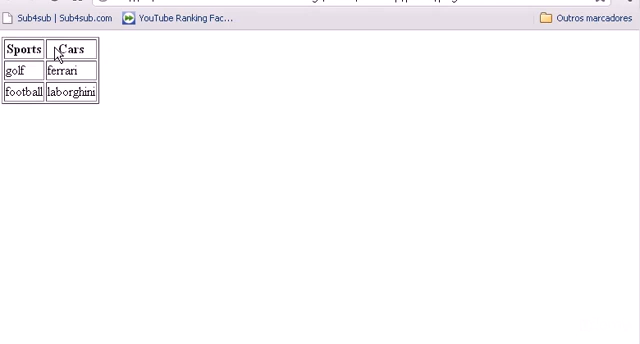 Sub4sub | Sub4sub.com YouTube Ranking Fac... Outros marcadores
Sports Cars
golf ferrari
football laborghini